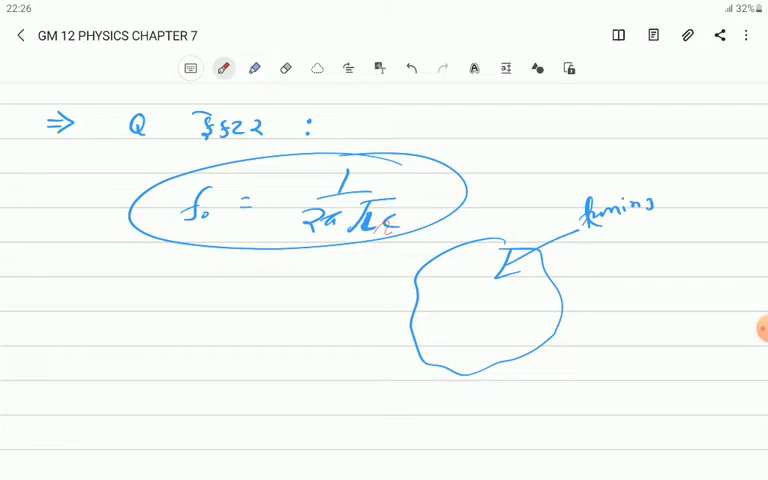 22:26
32%
GM 12 PHYSICS CHAPTER 7
⇒ Q :
f₀ = 1 / 2π √LC